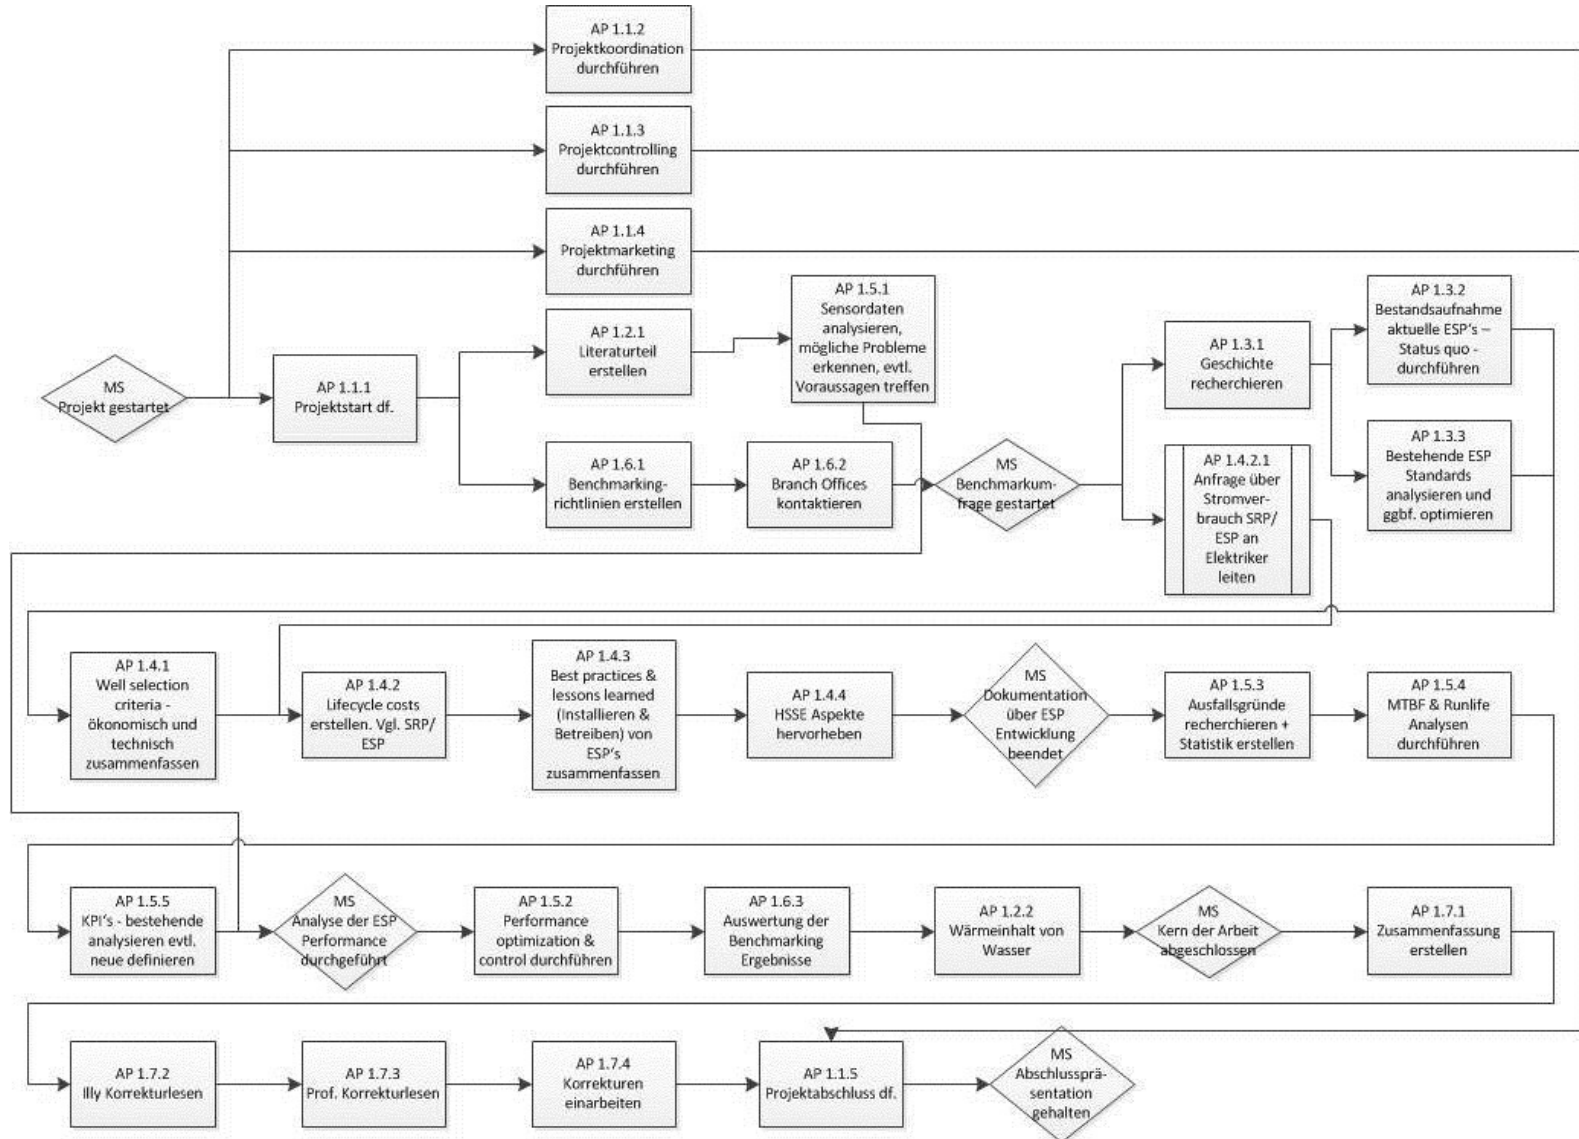 AP 1.1.2
Projektkoordination
durchführen
AP 1.1.3
Projektcontrolling
durchführen
AP 1.1.4
Projektmarketing
durchführen
MS
Projekt gestartet
AP 1.1.1
Projektstart df.
AP 1.2.1
Literaturteil
erstellen
AP 1.5.1
Sensordaten
analysieren,
mögliche Probleme
erkennen, evtl.
Voraussagen treffen
AP 1.6.1
Benchmarking-
richtlinien erstellen
AP 1.6.2
Branch Offices
kontaktieren
MS
Benchmarkum-
frage gestartet
AP 1.3.1
Geschichte
recherchieren
AP 1.3.2
Bestandsaufnahme
aktuelle ESP's –
Status quo -
durchführen
AP 1.4.2.1
Anfrage über
Stromver-
brauch SRP/
ESP an
Elektriker
leiten
AP 1.3.3
Bestehende ESP
Standards
analysieren und
ggbf. optimieren
AP 1.4.1
Well selection
criteria -
ökonomisch und
technisch
zusammenfassen
AP 1.4.2
Lifecycle costs
erstellen. Vgl. SRP/
ESP
AP 1.4.3
Best practices &
lessons learned
(Installieren &
Betreiben) von
ESP's
zusammenfassen
AP 1.4.4
HSSE Aspekte
hervorheben
MS
Dokumentation
über ESP
Entwicklung
beendet
AP 1.5.3
Ausfallsgründe
recherchieren +
Statistik erstellen
AP 1.5.4
MTBF & Runlife
Analysen
durchführen
AP 1.5.5
KPI's - bestehende
analysieren evtl.
neue definieren
MS
Analyse der ESP
Performance
durchgeführt
AP 1.5.2
Performance
optimization &
control durchführen
AP 1.6.3
Auswertung der
Benchmarking
Ergebnisse
AP 1.2.2
Wärmeinhalt von
Wasser
MS
Kern der Arbeit
abgeschlossen
AP 1.7.1
Zusammenfassung
erstellen
AP 1.7.2
Illy Korrekturlesen
AP 1.7.3
Prof. Korrekturlesen
AP 1.7.4
Korrekturen
einarbeiten
AP 1.1.5
Projektabschluss df.
MS
Abschlussprä-
sentation
gehalten